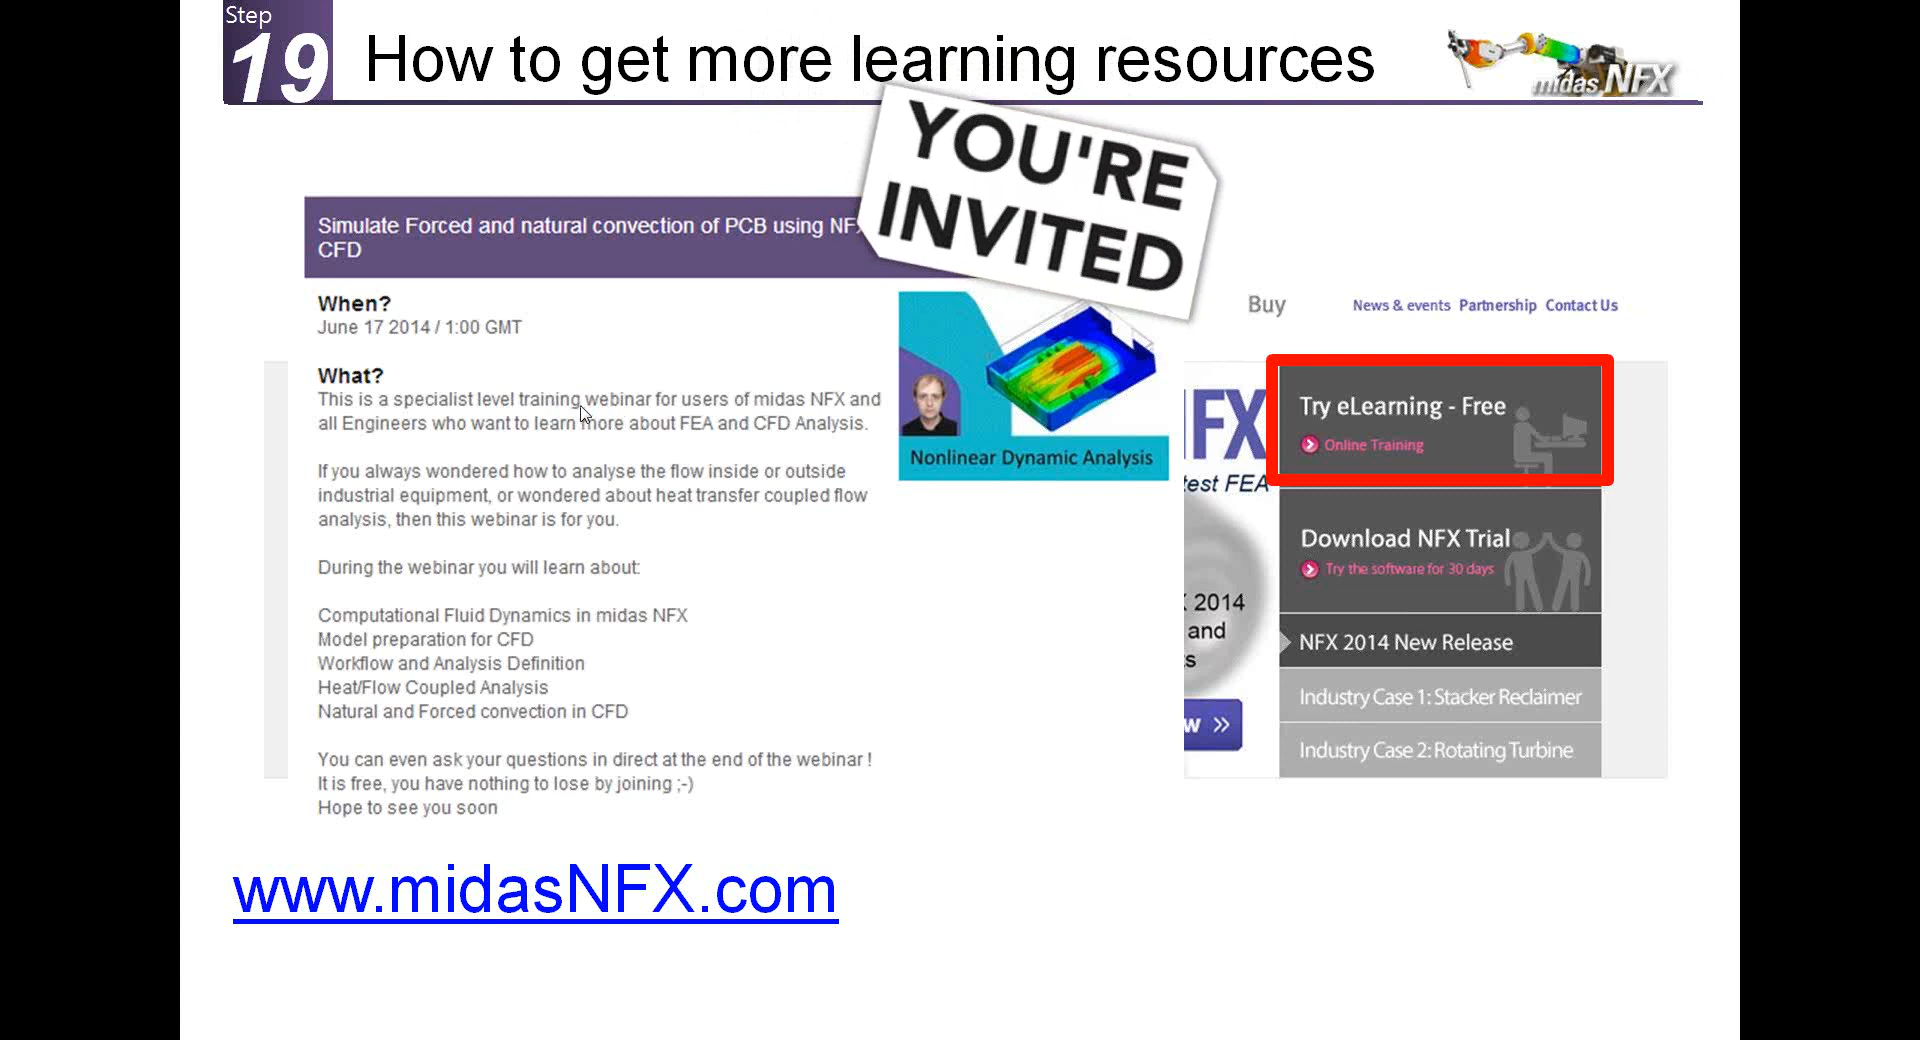 Step
19
How to get more learning resources
midas NFX
YOU'RE
INVITED
Simulate Forced and natural convection of PCB using NFX
CFD
When?
June 17 2014 / 1:00 GMT
What?
This is a specialist level training webinar for users of midas NFX and
all Engineers who want to learn more about FEA and CFD Analysis.
If you always wondered how to analyse the flow inside or outside
industrial equipment, or wondered about heat transfer coupled flow
analysis, then this webinar is for you.
During the webinar you will learn about:
Computational Fluid Dynamics in midas NFX
Model preparation for CFD
Workflow and Analysis Definition
Heat/Flow Coupled Analysis
Natural and Forced convection in CFD
You can even ask your questions in direct at the end of the webinar !
It is free, you have nothing to lose by joining ;-)
Hope to see you soon
Nonlinear Dynamic Analysis
Buy
News & events Partnership Contact Us
NFX
test FEA
2014
and
s
w »
Try eLearning - Free
Online Training
Download NFX Trial
Try the software for 30 days
NFX 2014 New Release
Industry Case 1: Stacker Reclaimer
Industry Case 2: Rotating Turbine
www.midasNFX.com